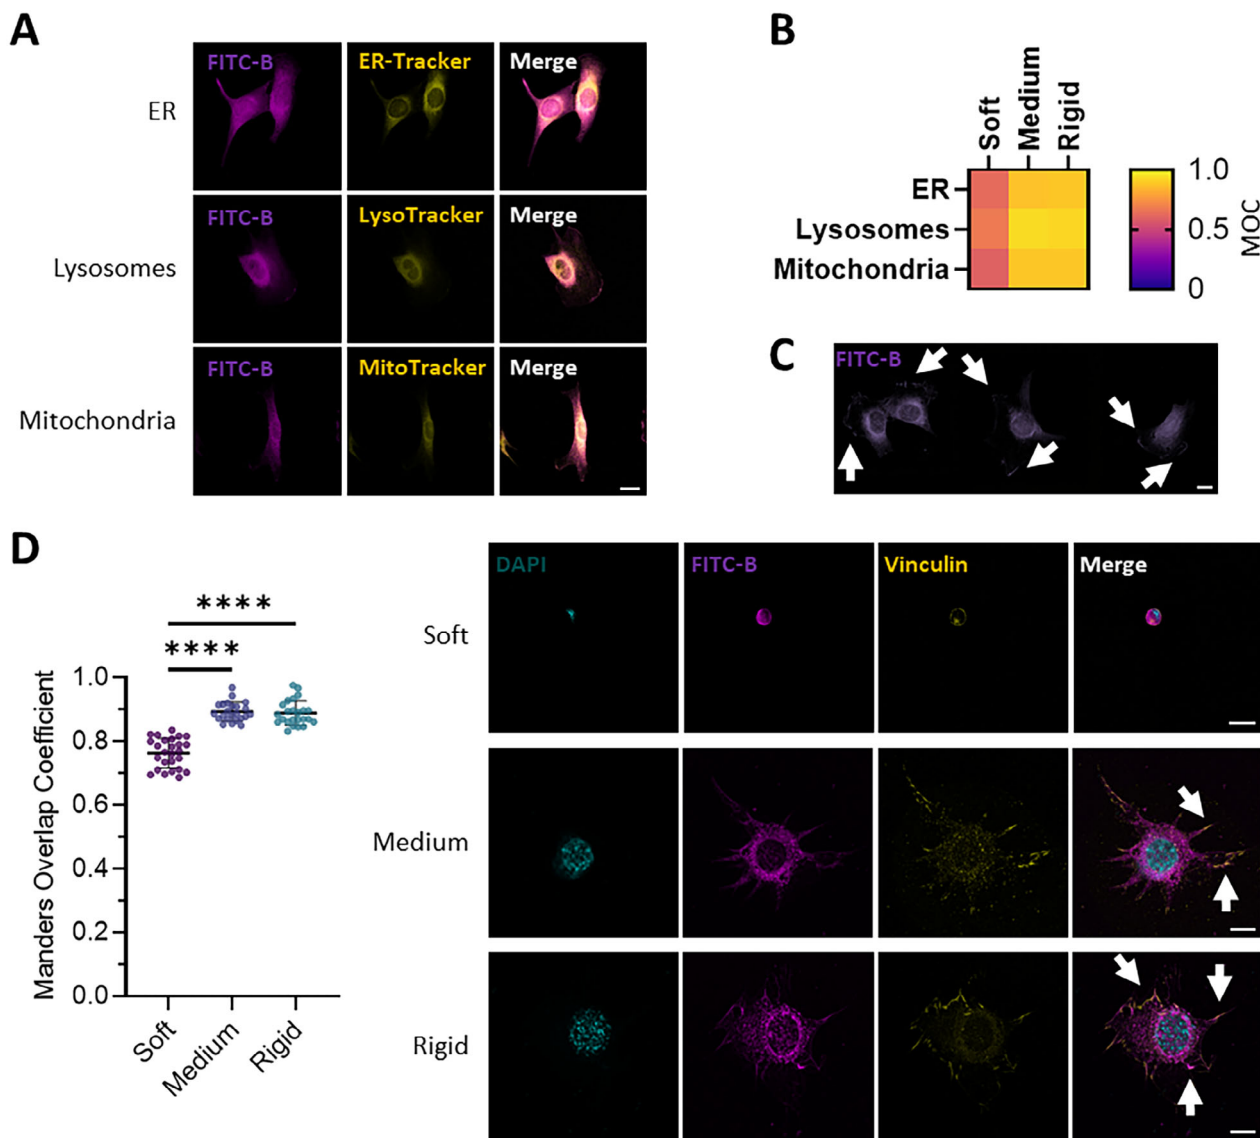 A
FITC-B
ER-Tracker
Merge
ER
FITC-B
LysoTracker
Merge
Lysosomes
FITC-B
MitoTracker
Merge
Mitochondria
B
Soft
Medium
Rigid
ER
Lysosomes
Mitochondria
1.0
0.5
0
MOC
C
FITC-B
D
****
****
1.0
0.8
0.6
0.4
0.2
0.0
Manders Overlap Coefficient
Soft
Medium
Rigid
DAPI
FITC-B
Vinculin
Merge
Soft
Medium
Rigid